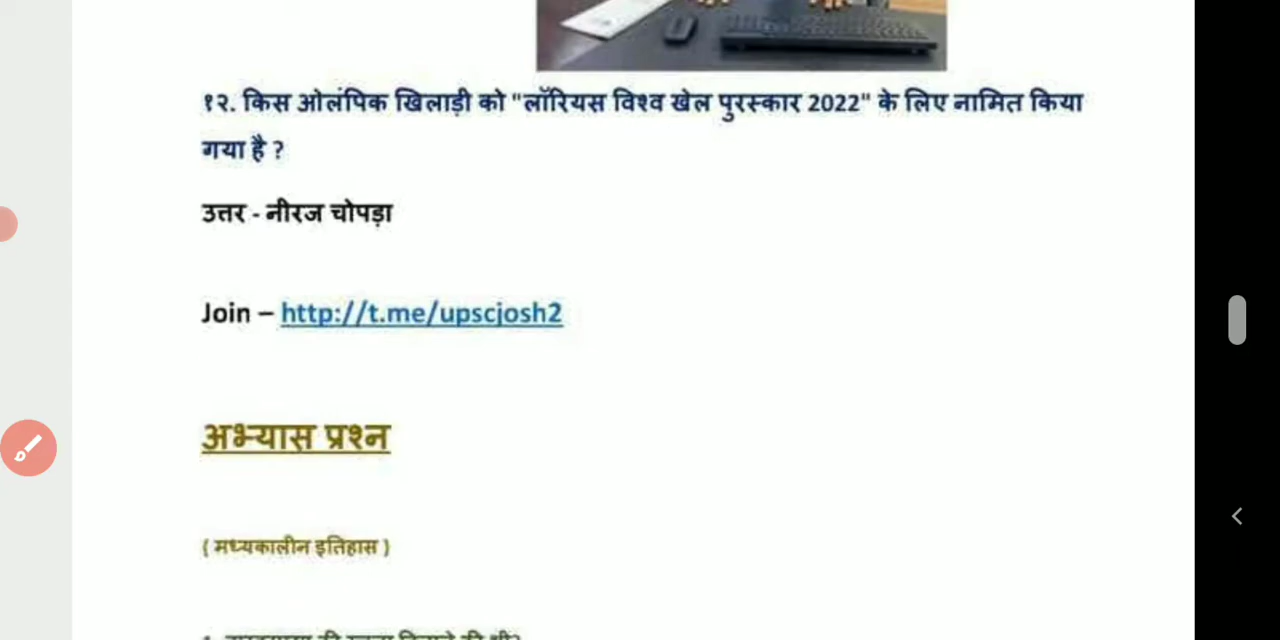 १२. किस ओलंपिक खिलाड़ी को "लॉरियस विश्व खेल पुरस्कार 2022" के लिए नामित किया
गया है ?
उत्तर - नीरज चोपड़ा
Join – http://t.me/upscjosh2
अभ्यास प्रश्न
( मध्यकालीन इतिहास )